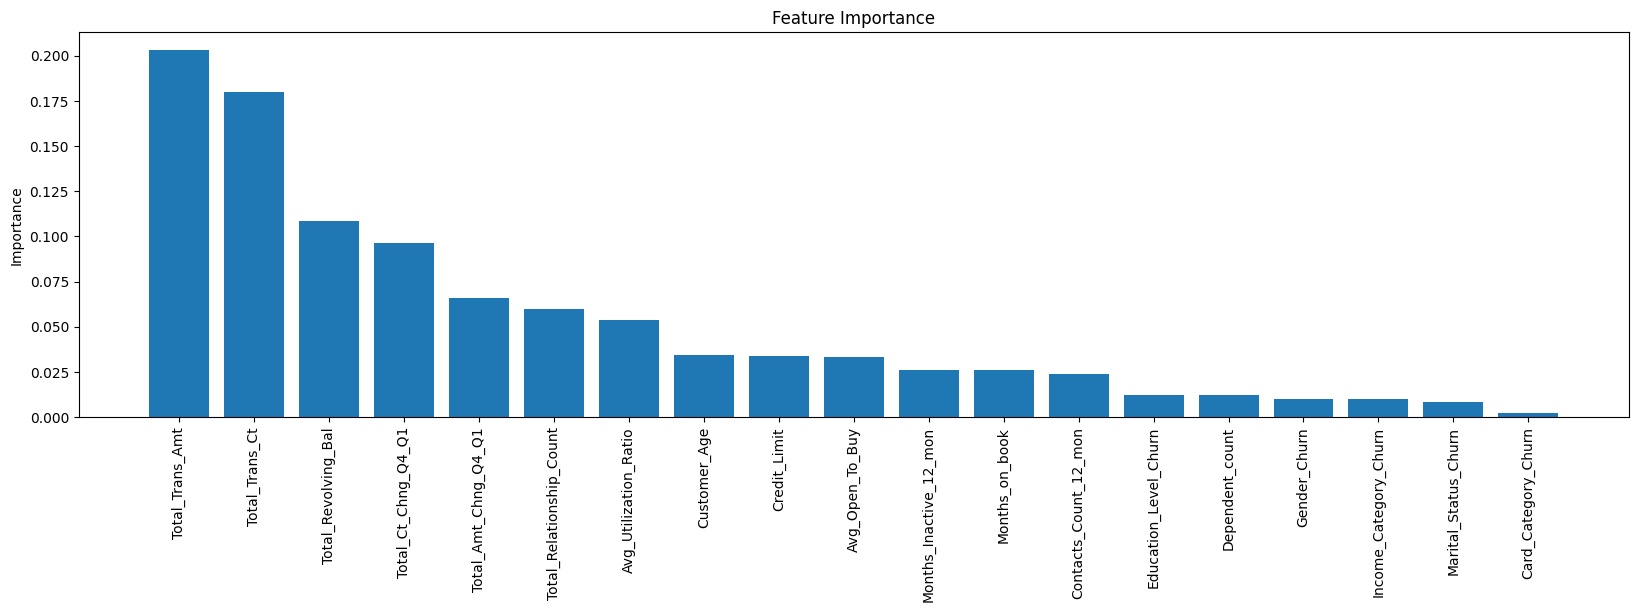 Feature Importance
Importance
0.200
0.175
0.150
0.125
0.100
0.075
0.050
0.025
0.000
Total_Trans_Amt
Total_Trans_Ct
Total_Revolving_Bal
Total_Ct_Chng_Q4_Q1
Total_Amt_Chng_Q4_Q1
Total_Relationship_Count
Avg_Utilization_Ratio
Customer_Age
Credit_Limit
Avg_Open_To_Buy
Months_Inactive_12_mon
Months_on_book
Contacts_Count_12_mon
Education_Level_Churn
Dependent_count
Gender_Churn
Income_Category_Churn
Marital_Status_Churn
Card_Category_Churn